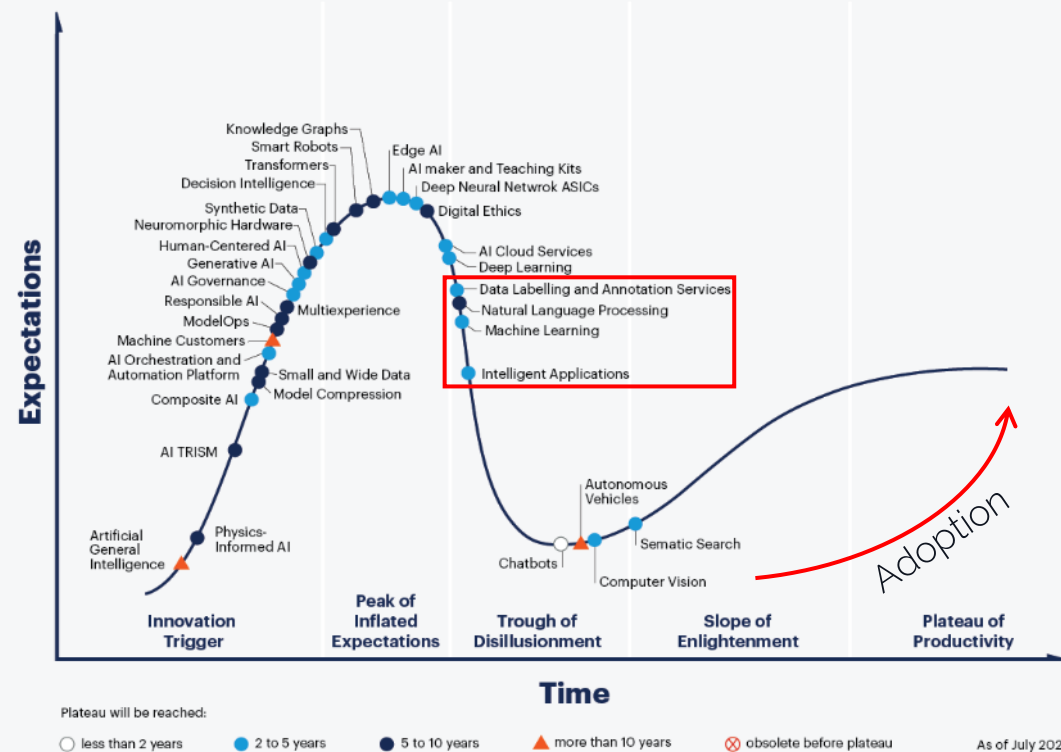 Expectations
Knowledge Graphs
Smart Robots
Transformers
Decision Intelligence
Synthetic Data
Neuromorphic Hardware
Human-Centered AI
Generative AI
AI Governance
Responsible AI
Multiexperience
ModelOps
Machine Customers
AI Orchestration and
Automation Platform
Small and Wide Data
Model Compression
Composite AI
AI TRISM
Physics-
Informed AI
Artificial
General
Intelligence
Edge AI
AI maker and Teaching Kits
Deep Neural Netwrok ASICs
Digital Ethics
AI Cloud Services
Deep Learning
Data Labelling and Annotation Services
Natural Language Processing
Machine Learning
Intelligent Applications
Autonomous
Vehicles
Chatbots
Sematic Search
Computer Vision
Adoption
Innovation
Trigger
Peak of
Inflated
Expectations
Trough of
Disillusionment
Slope of
Enlightenment
Plateau of
Productivity
Time
Plateau will be reached:
less than 2 years
2 to 5 years
5 to 10 years
more than 10 years
obsolete before plateau
As of July